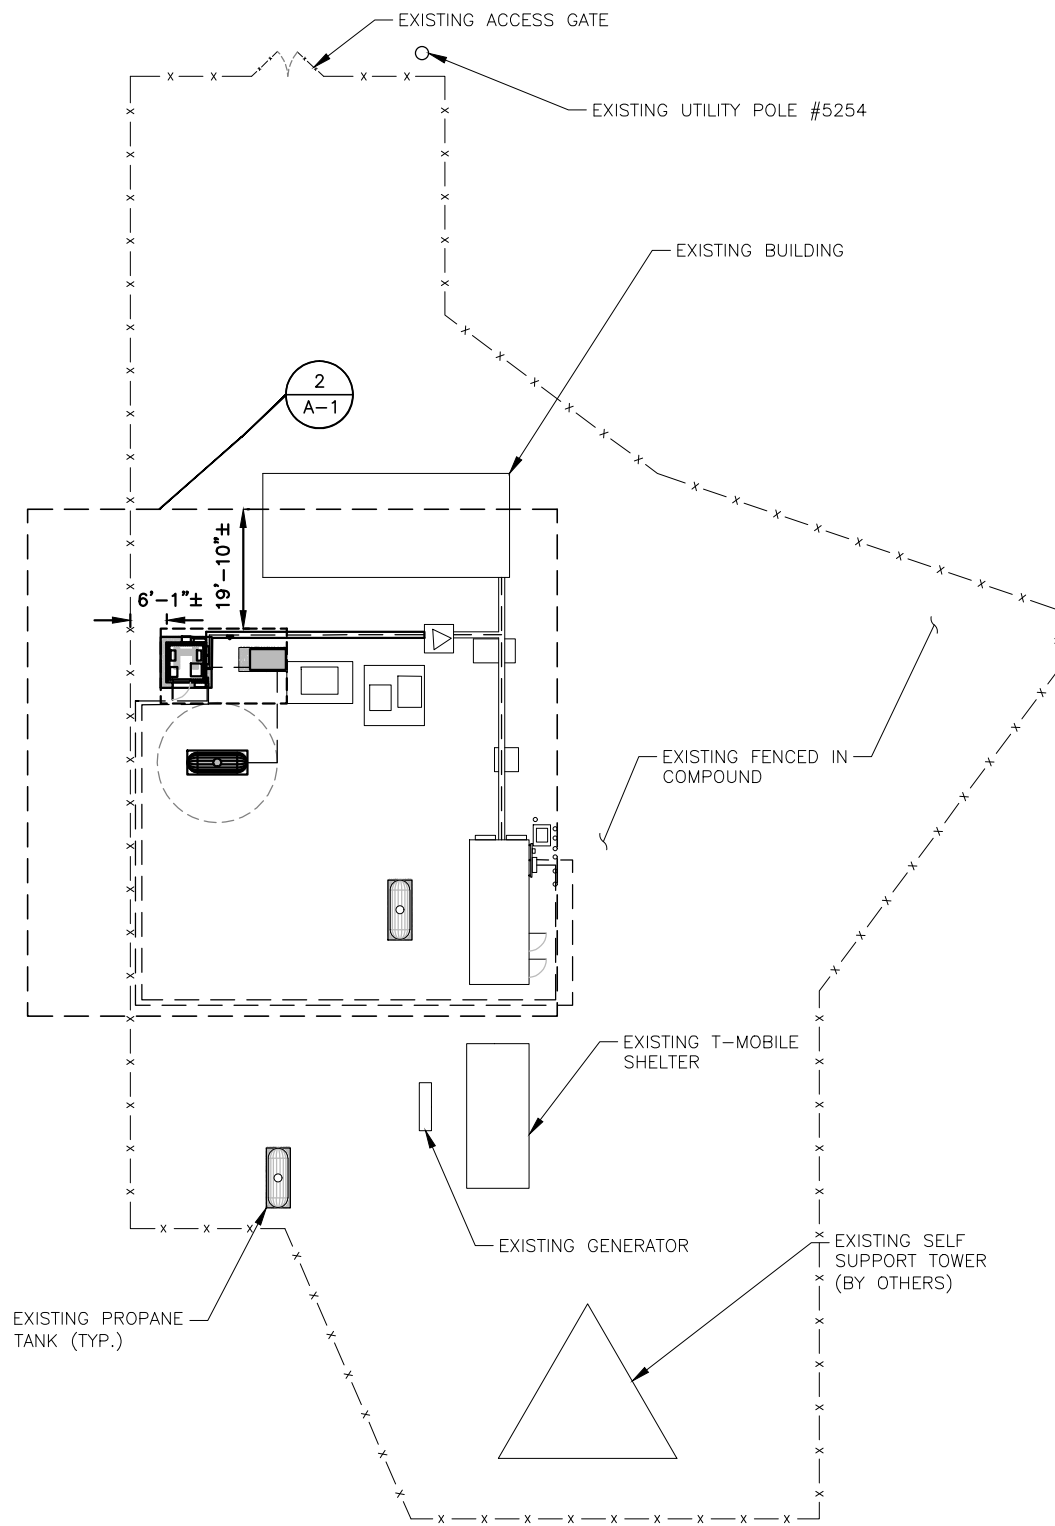 EXISTING ACCESS GATE
EXISTING UTILITY POLE #5254
EXISTING BUILDING
2
A-1
19'-10"±
6'-1"±
EXISTING FENCED IN
COMPOUND
EXISTING T-MOBILE
SHELTER
EXISTING GENERATOR
EXISTING SELF
SUPPORT TOWER
(BY OTHERS)
EXISTING PROPANE
TANK (TYP.)